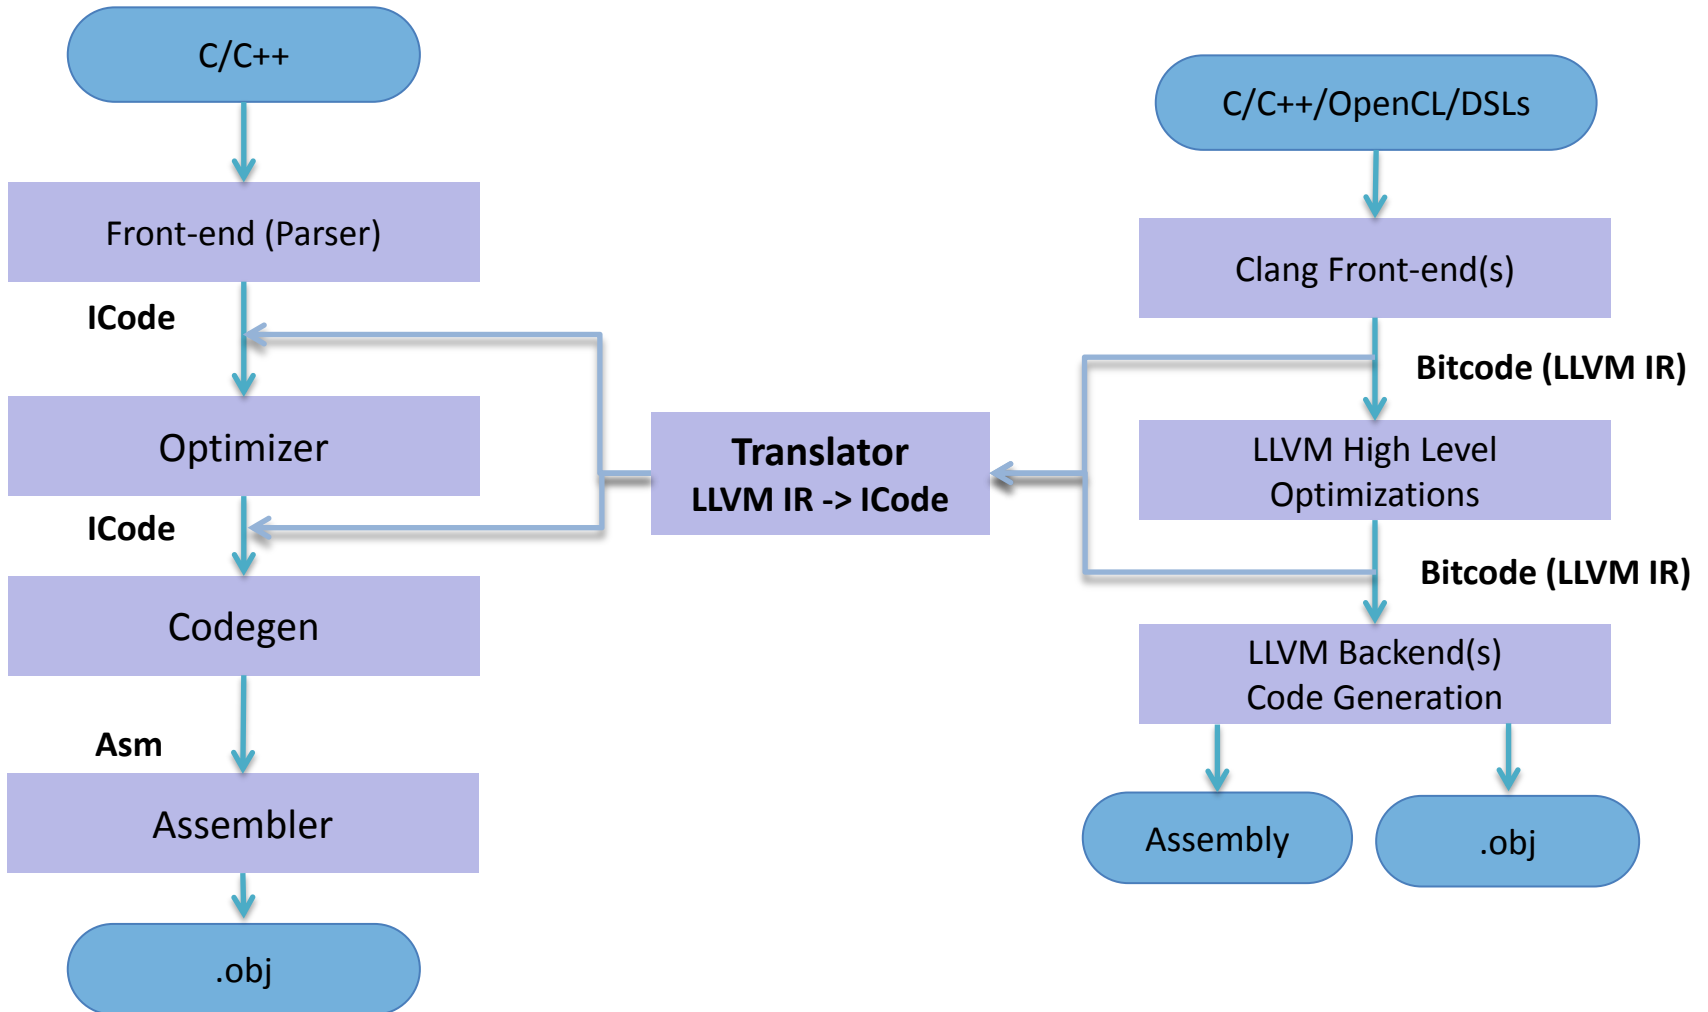 C/C++
Front-end (Parser)
ICode
Optimizer
ICode
Codegen
Asm
Assembler
.obj
Translator
LLVM IR -> ICode
C/C++/OpenCL/DSLs
Clang Front-end(s)
Bitcode (LLVM IR)
LLVM High Level
Optimizations
Bitcode (LLVM IR)
LLVM Backend(s)
Code Generation
Assembly
.obj